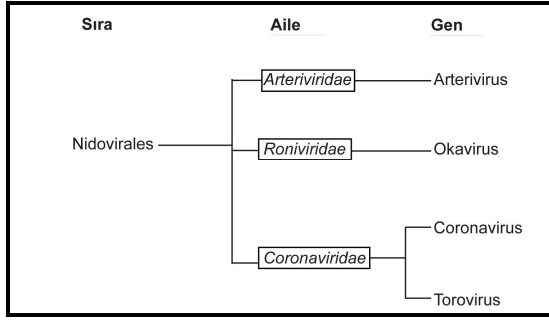 Sıra Aile Gen
Arteriviridae Arterivirus
Nidovirales Roniviridae Okavirus
Coronavirus
Coronaviridae
Torovirus